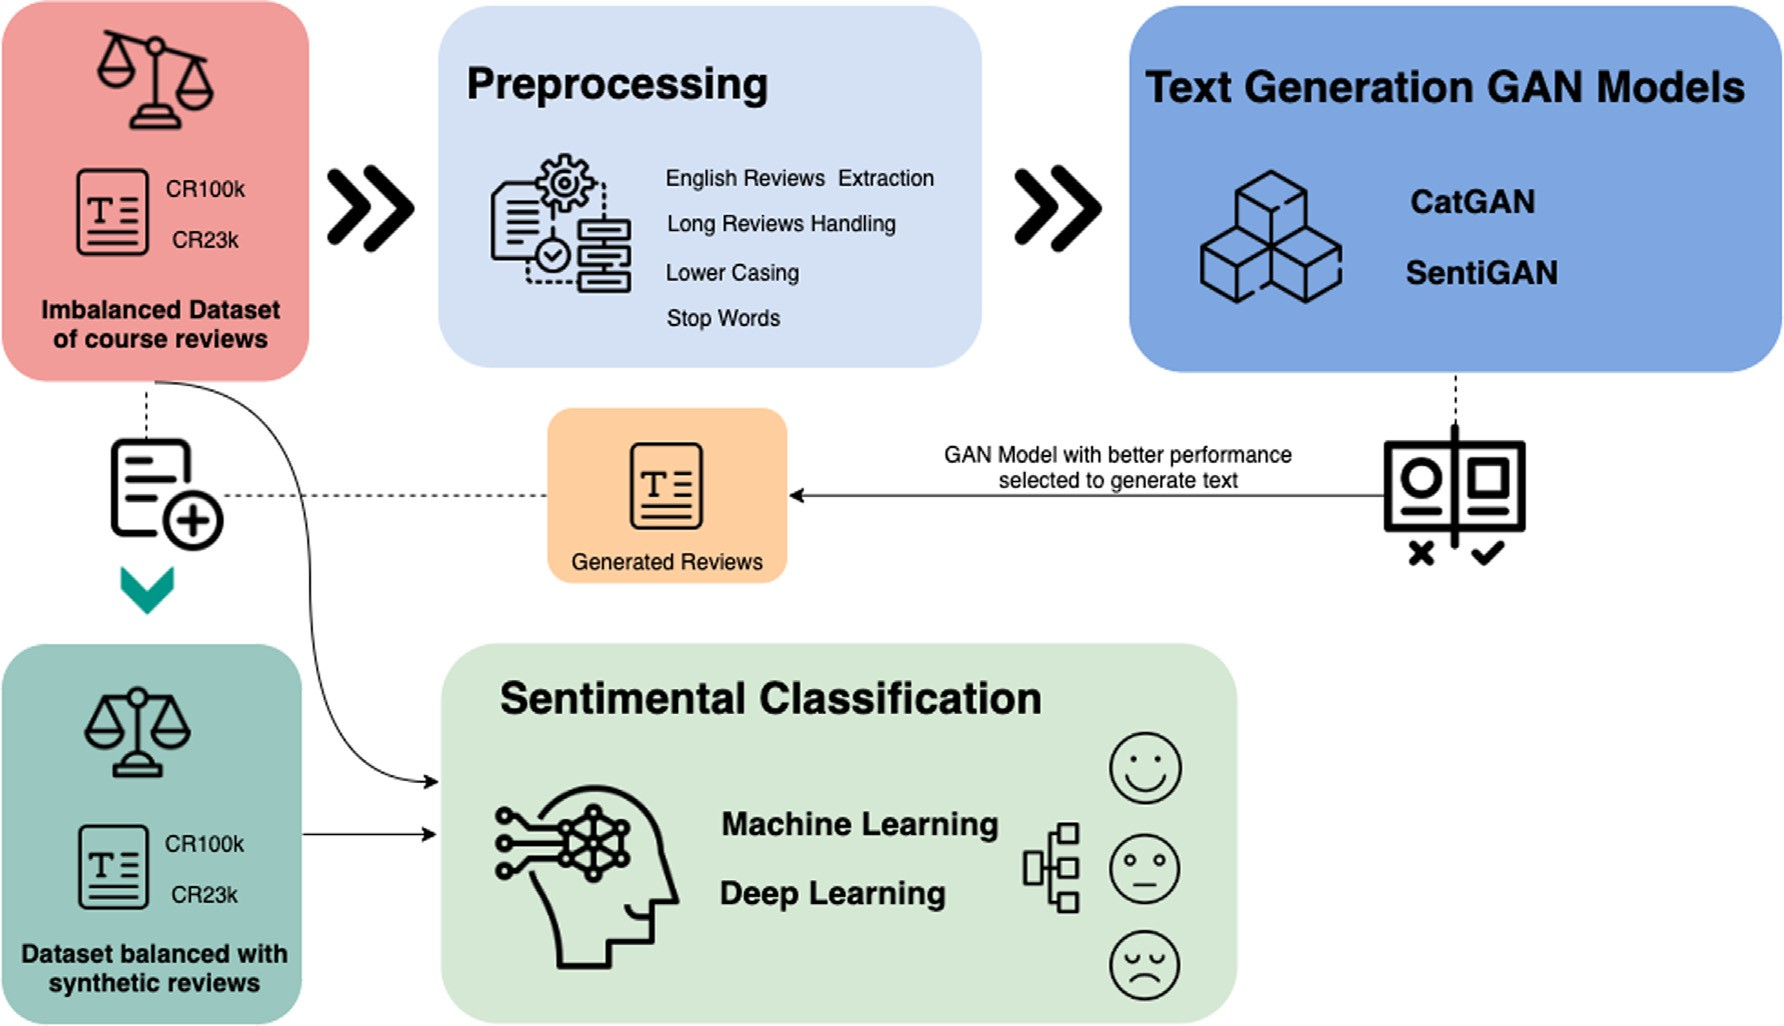 CR100k
CR23k
Imbalanced Dataset
of course reviews
Preprocessing
English Reviews Extraction
Long Reviews Handling
Lower Casing
Stop Words
Text Generation GAN Models
CatGAN
SentiGAN
GAN Model with better performance
selected to generate text
T
Generated Reviews
T
CR100k
CR23k
Dataset balanced with
synthetic reviews
Sentimental Classification
Machine Learning
Deep Learning